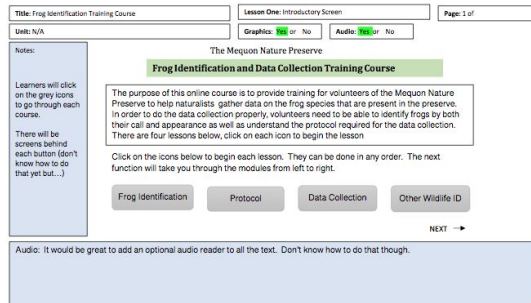 Title: Frog Identification Training Course
Lesson One: Introductory Screen
Page: 1 of
Unit: N/A
Graphics: Yes or No
Audio: Yes or No
Notes:
Learners will click
on the grey icons
to go through each
course.
There will be
screens behind
each button (don't
know how to do
that yet but...)
The Mequon Nature Preserve
Frog Identification and Data Collection Training Course
The purpose of this online course is to provide training for volunteers of the Mequon Nature
Preserve to help naturalists gather data on the frog species that are present in the preserve.
In order to do the data collection properly, volunteers need to be able to identify frogs by both
their call and appearance as well as understand the protocol required for the data collection.
There are four lessons below, click on each icon to begin the lesson
Click on the icons below to begin each lesson. They can be done in any order. The next
function will take you through the modules from left to right.
Frog Identification
Protocol
Data Collection
Other Wildlife ID
NEXT
Audio: It would be great to add an optional audio reader to all the text. Don't know how to do that though.